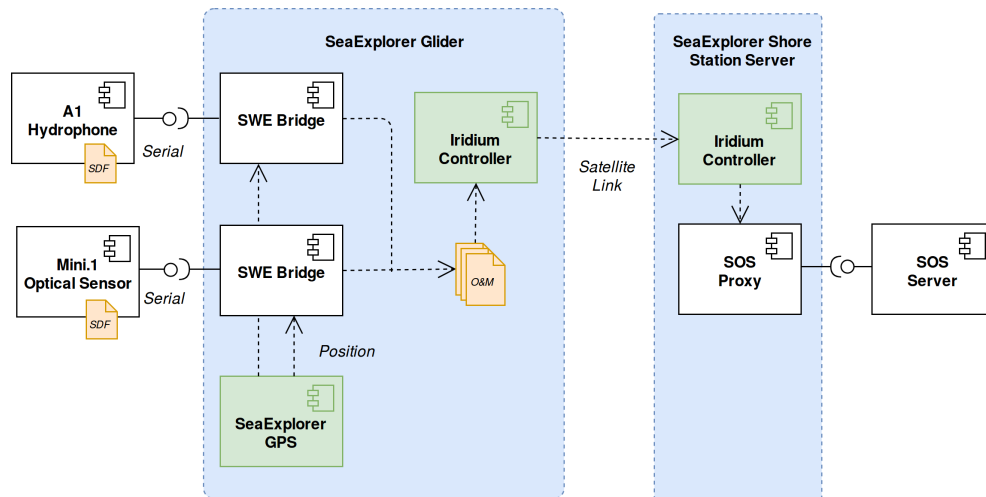 SeaExplorer Glider
SeaExplorer Shore
Station Server
A1
Hydrophone
SDF
Serial
SWE Bridge
Iridium
Controller
Satellite
Link
Iridium
Controller
Mini.1
Optical Sensor
SDF
Serial
SWE Bridge
O&M
SOS
Proxy
SOS
Server
Position
SeaExplorer
GPS